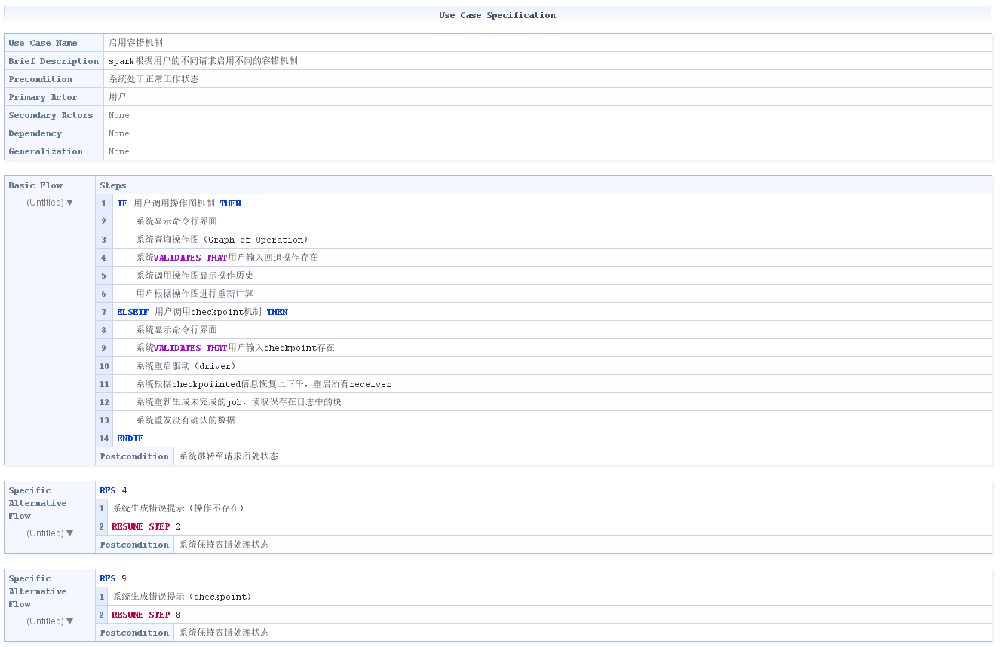 Use Case Specification
Use Case Name 启用容错机制
Brief Description spark根据用户的不同请求启用不同的容错机制
Precondition 系统处于正常工作状态
Primary Actor 用户
Secondary Actors None
Dependency None
Generalization None
Basic Flow Steps
(Untitled) ▼
1 IF 用户调用操作图机制 THEN
2 系统显示命令行界面
3 系统查询操作图（Graph of Operation）
4 系统VALIDATES THAT用户输入回退操作存在
5 系统调用操作图显示操作历史
6 用户根据操作图进行重新计算
7 ELSEIF 用户调用checkpoint机制 THEN
8 系统显示命令行界面
9 系统VALIDATES THAT用户输入checkpoint存在
10 系统重启驱动（driver）
11 系统根据checkpoiinted信息恢复上下午，重启所有receiver
12 系统重新生成未完成的job，读取保存在日志中的块
13 系统重发没有确认的数据
14 ENDIF
Postcondition 系统跳转至请求所处状态
Specific Alternative Flow
(Untitled) ▼
RFS 4
1 系统生成错误提示（操作不存在）
2 RESUME STEP 2
Postcondition 系统保持容错处理状态
Specific Alternative Flow
(Untitled) ▼
RFS 9
1 系统生成错误提示（checkpoint）
2 RESUME STEP 8
Postcondition 系统保持容错处理状态